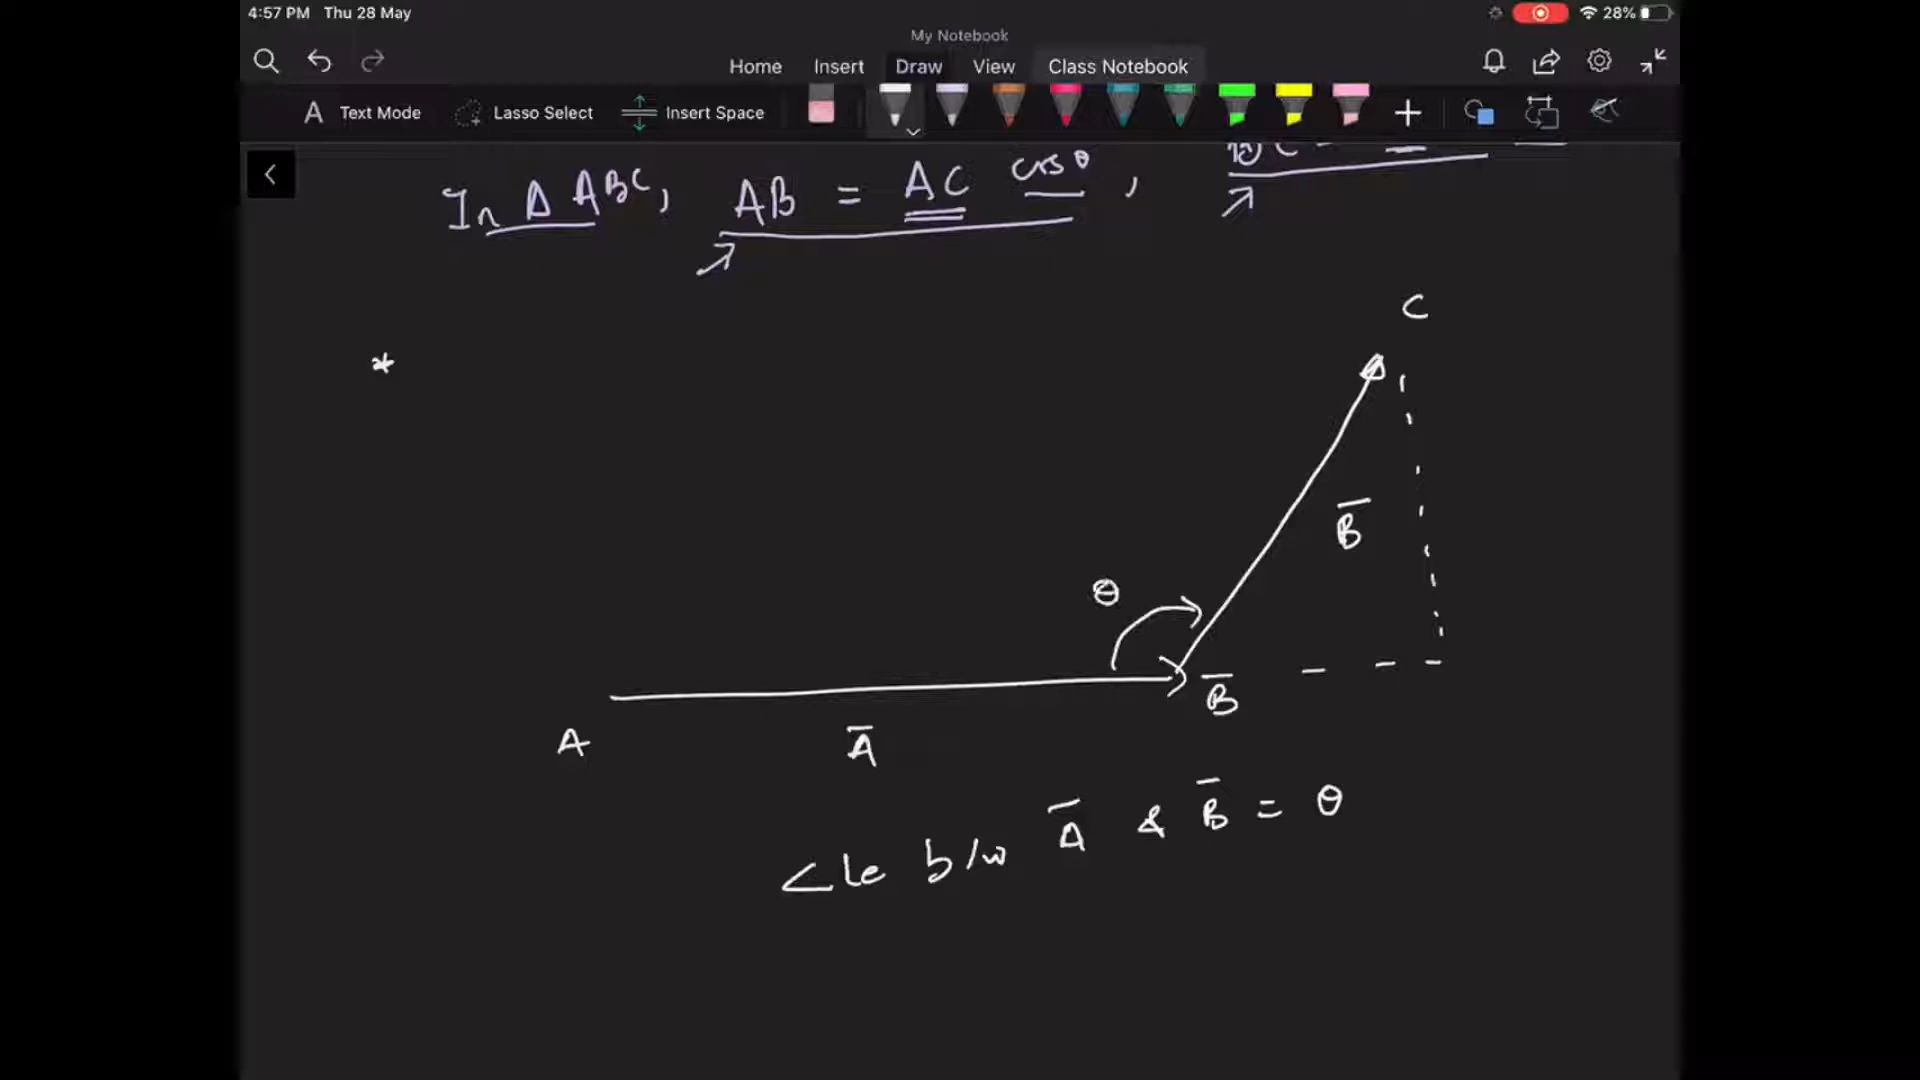 4:57 PM Thu 28 May
28%
My Notebook
Home Insert Draw View Class Notebook
A Text Mode Lasso Select Insert Space
In Δ ABC, AB = AC cos θ ,
C
*
B̅
θ
B̅
A
A̅
∠le b/w A̅ & B̅ = θ